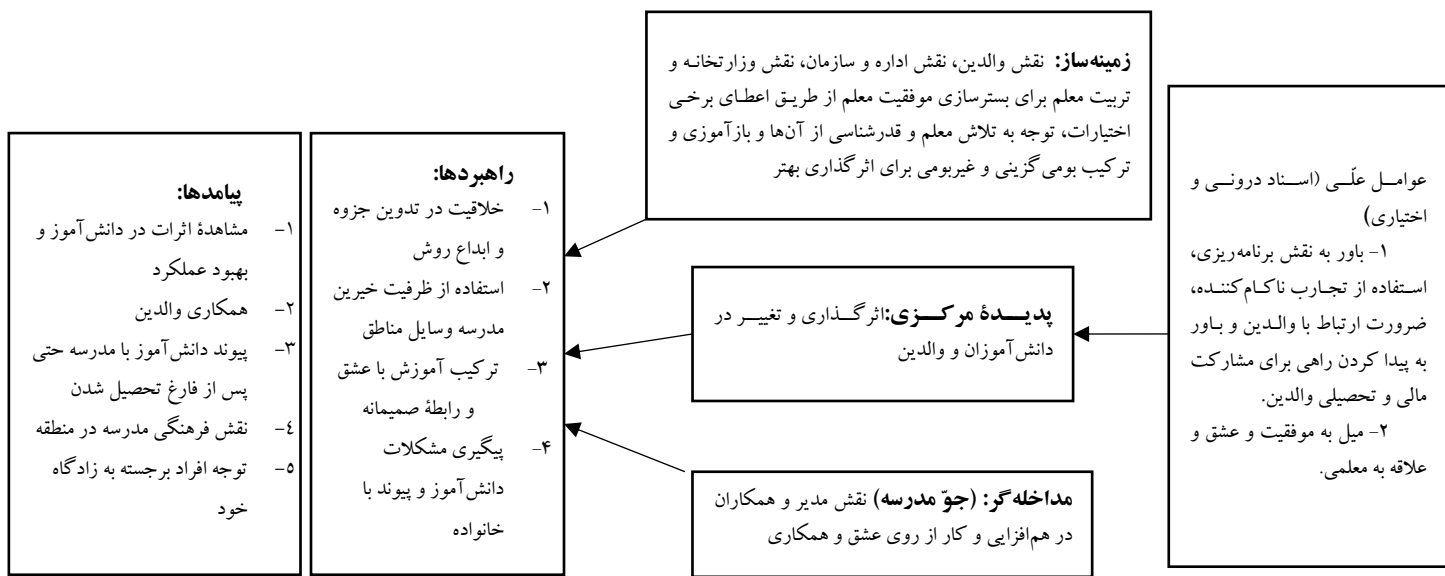 عوامل علّی (اسناد درونی و
اختیاری)
۱- باور به نقش برنامه‌ریزی،
استفاده از تجارب ناکام‌کننده،
ضرورت ارتباط با والدین و باور
به پیدا کردن راهی برای مشارکت
مالی و تحصیلی والدین.
۲- میل به موفقیت و عشق و
علاقه به معلمی.
زمینه‌ساز: نقش والدین، نقش اداره و سازمان، نقش وزارتخانه و
تربیت معلم برای بسترسازی موفقیت معلم از طریق اعطای برخی
اختیارات، توجه به تلاش معلم و قدرشناسی از آن‌ها و بازآموزی و
ترکیب بومی‌گزینی و غیربومی برای اثرگذاری بهتر
پدیدۀ مرکزی:اثرگذاری و تغییر در
دانش‌آموزان و والدین
مداخله‌گر: (جوّ مدرسه) نقش مدیر و همکاران
در هم‌افزایی و کار از روی عشق و همکاری
راهبردها:
۱- خلاقیت در تدوین جزوه
و ابداع روش
۲- استفاده از ظرفیت خیرین
مدرسه وسایل مناطق
۳- ترکیب آموزش با عشق
و رابطۀ صمیمانه
۴- پیگیری مشکلات
دانش‌آموز و پیوند با
خانواده
پیامدها:
۱- مشاهدۀ اثرات در دانش‌آموز و
بهبود عملکرد
۲- همکاری والدین
۳- پیوند دانش‌آموز با مدرسه حتی
پس از فارغ تحصیل شدن
٤- نقش فرهنگی مدرسه در منطقه
٥- توجه افراد برجسته به زادگاه
خود